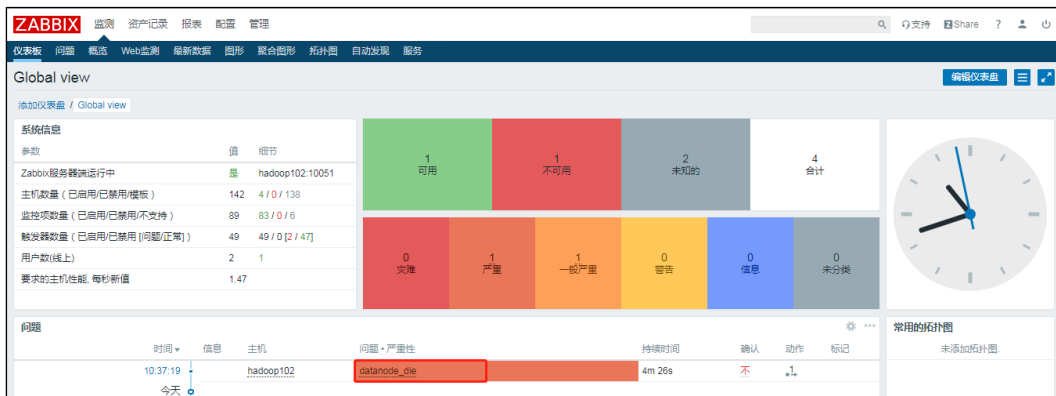 ZABBIX 监测 资产记录 报表 配置 管理 支持 Z Share ?
仪表板 问题 概览 Web监测 最新数据 图形 聚合图形 拓扑图 自动发现 服务
Global view 编辑仪表盘
添加仪表盘 / Global view
系统信息
参数 值 细节
Zabbix服务器端运行中 是 hadoop102:10051
主机数量（已启用/已禁用/模板） 142 4 / 0 / 138
监控项数量（已启用/已禁用/不支持） 89 83 / 0 / 6
触发器数量（已启用/已禁用 [问题/正常]） 49 49 / 0 [2 / 47]
用户数(线上) 2 1
要求的主机性能, 每秒新值 1.47
1
可用
1
不可用
2
未知的
4
合计
0
灾难
1
严重
1
一般严重
0
警告
0
信息
0
未分类
问题
时间 信息 主机 问题 • 严重性 持续时间 确认 动作 标记
10:37:19 hadoop102 datanode_die 4m 26s 不 1
今天
常用的拓扑图
未添加拓扑图.